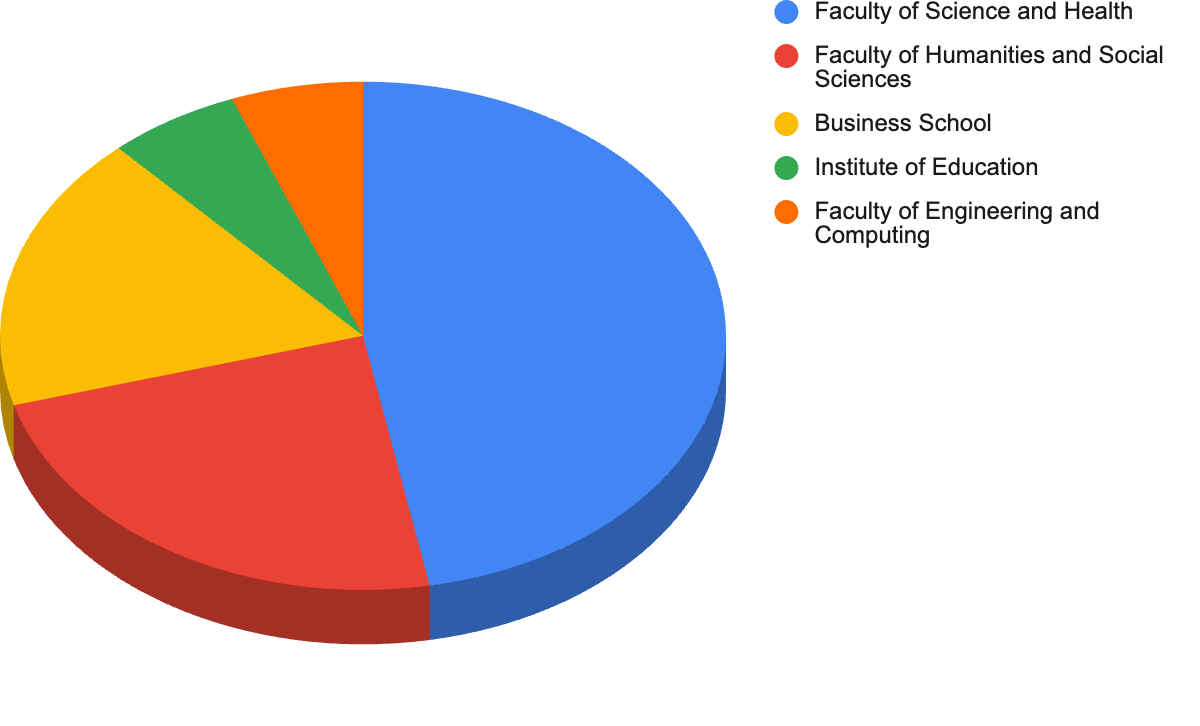 Faculty of Science and Health
Faculty of Humanities and Social
Sciences
Business School
Institute of Education
Faculty of Engineering and
Computing